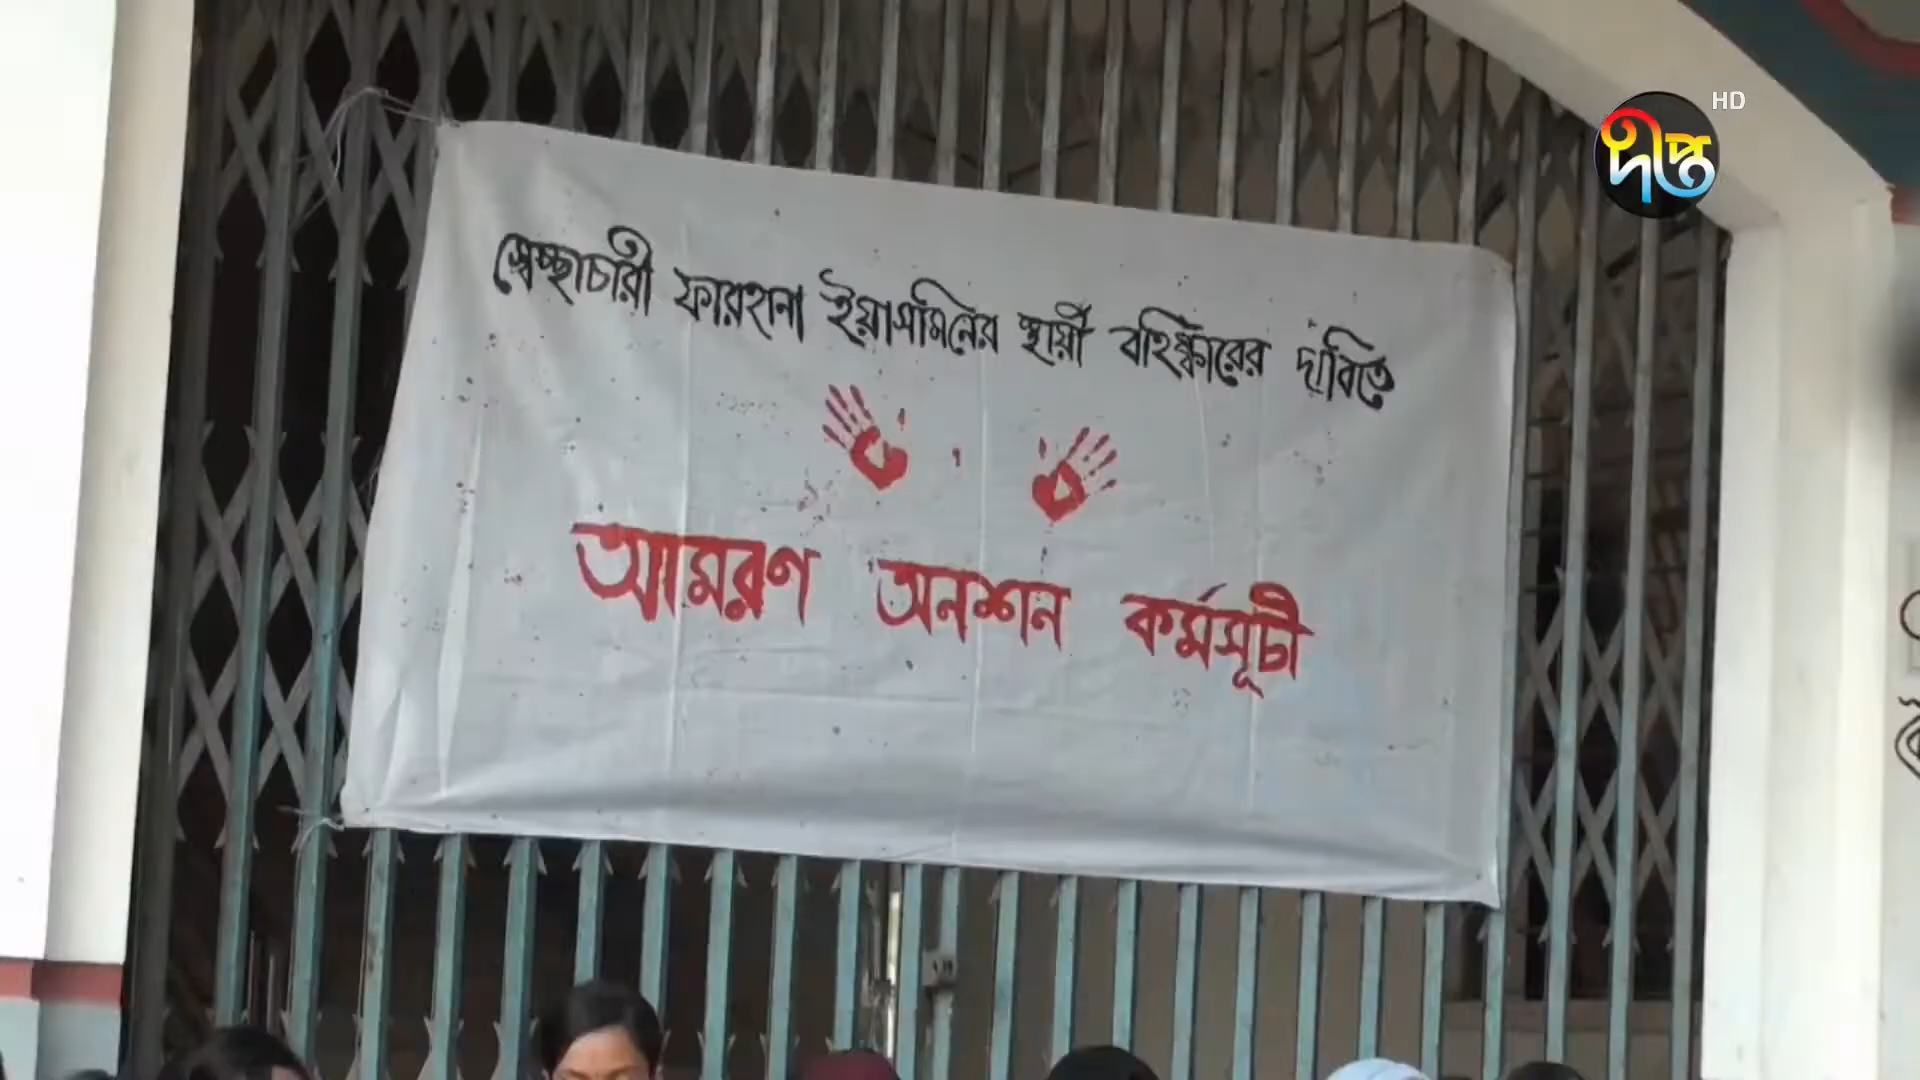 স্বেচ্ছাচারী ফারহানা ইয়াসমিনের স্থায়ী বহিষ্কারের দাবিতে
আমরণ অনশন কর্মসূচী
দীপ্ত
HD